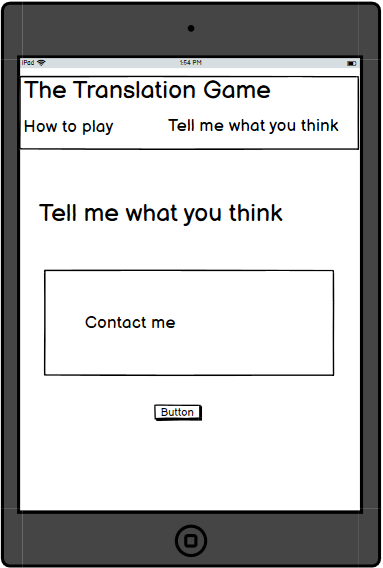 iPad 1:54 PM
The Translation Game
How to play Tell me what you think
Tell me what you think
Contact me
Button